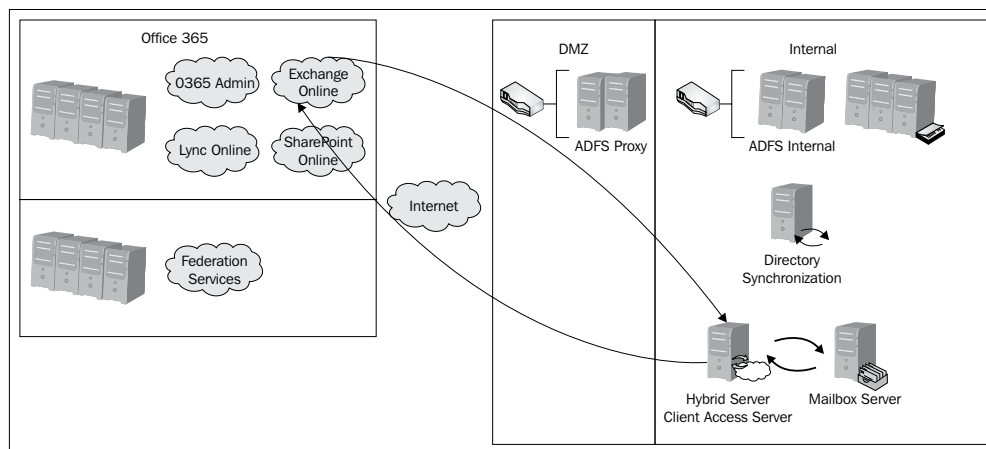 Office 365
O365 Admin
Exchange
Online
Lync Online
SharePoint
Online
Federation
Services
Internet
DMZ
ADFS Proxy
Internal
ADFS Internal
Directory
Synchronization
Hybrid Server
Client Access Server
Mailbox Server